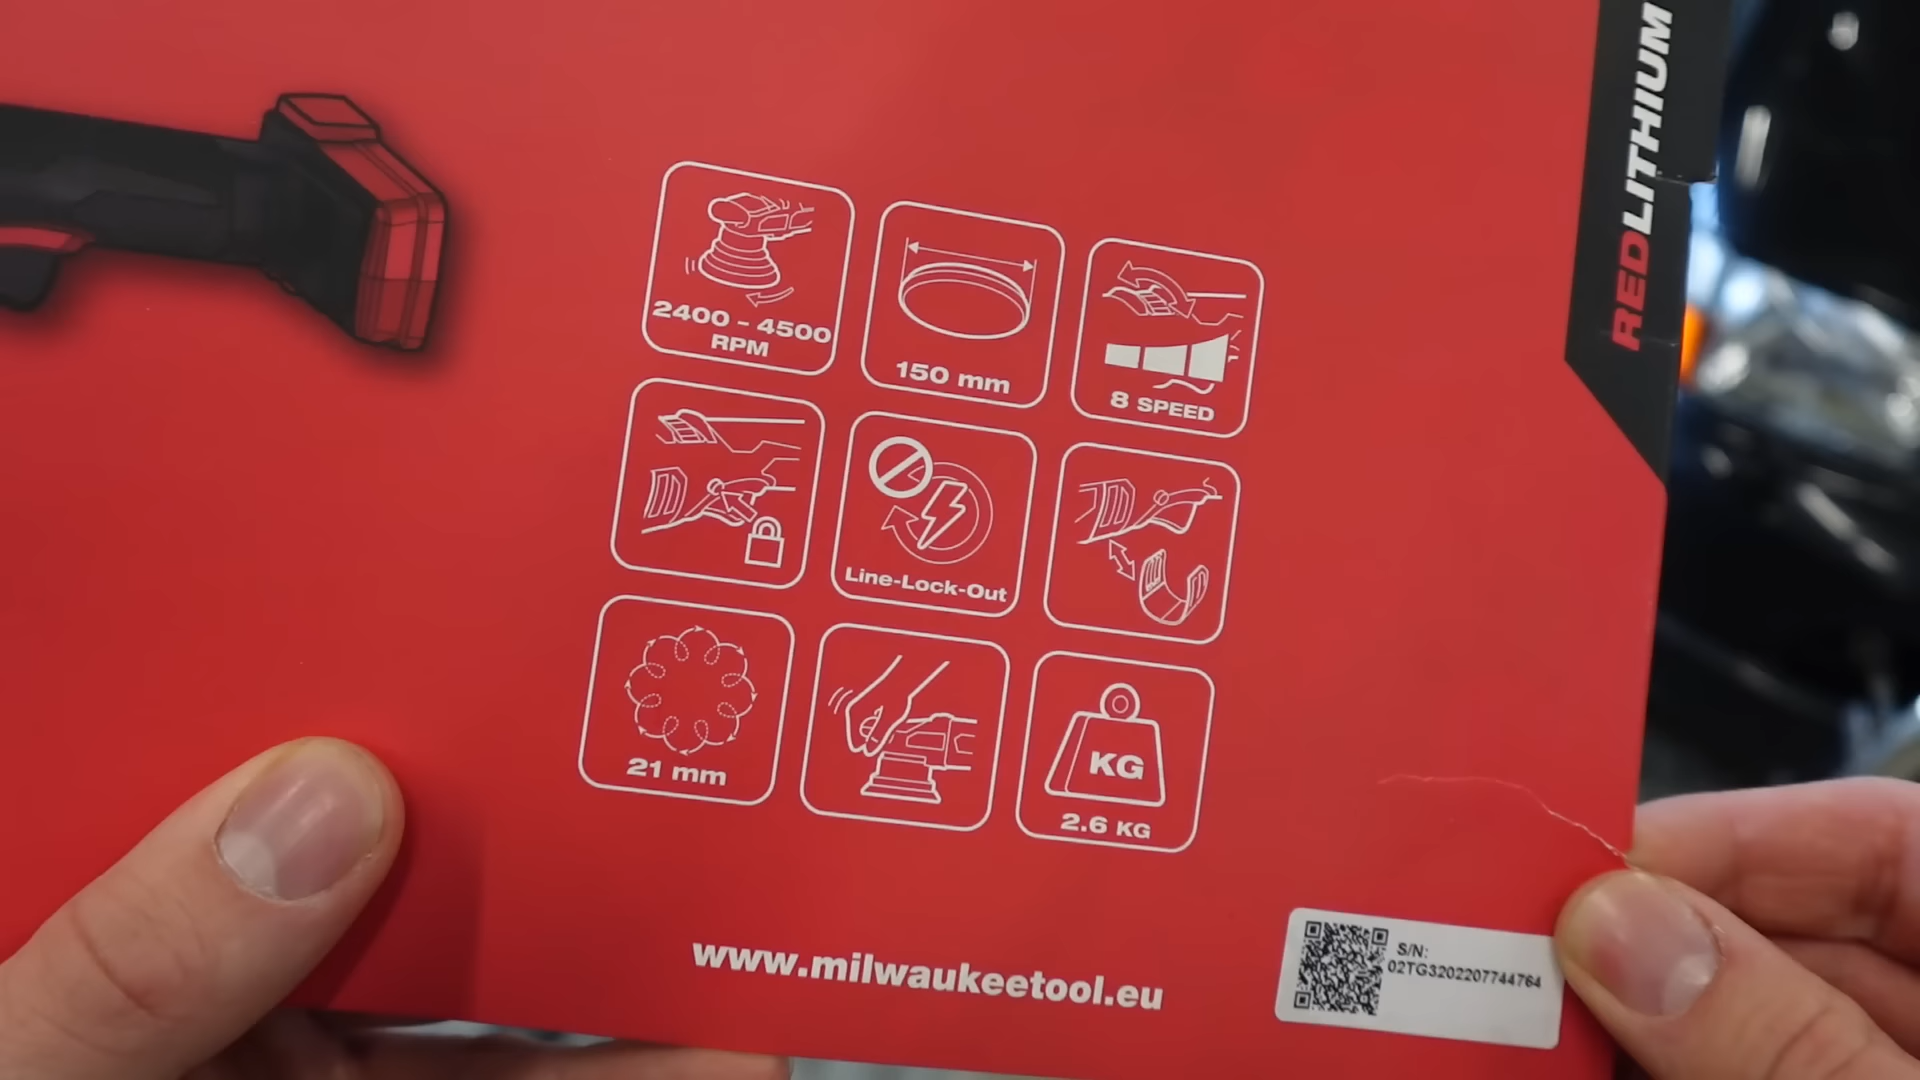 REDLITHIUM
2400 - 4500
RPM
150 mm
8 SPEED
Line-Lock-Out
21 mm
KG
2.6 KG
www.milwaukeetool.eu
S/N:
02TG3202207744764